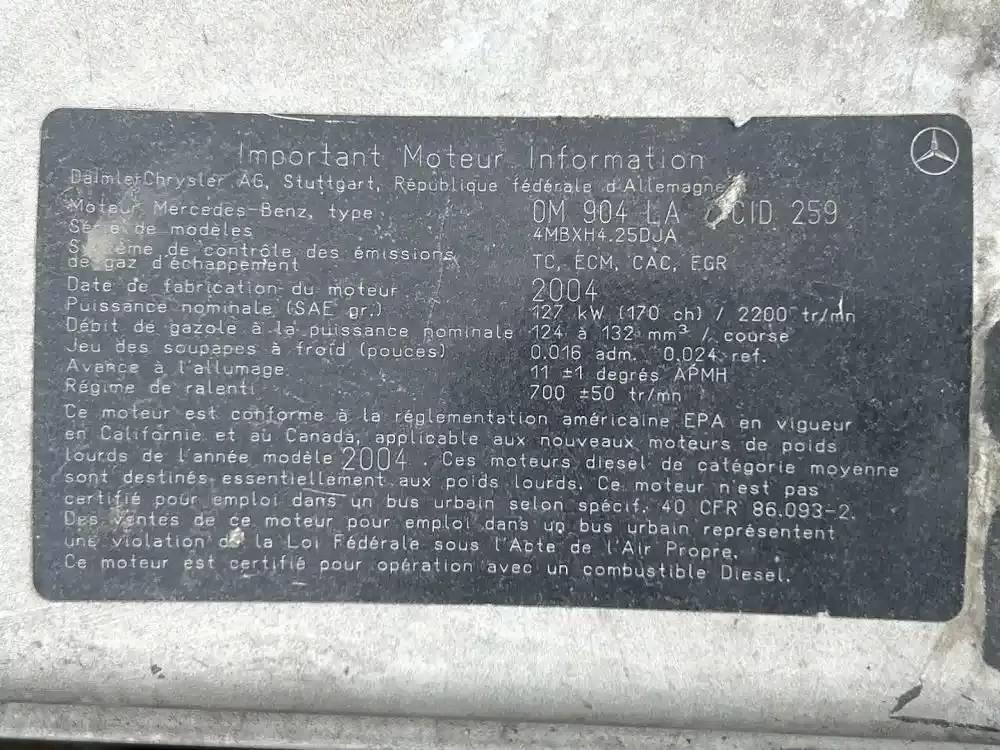 Important Moteur Information
DaimlerChrysler AG, Stuttgart, République fédérale d'Allemagne
Moteur Mercedes-Benz, type OM 904 LA CID 259
Série de modèles 4MBXH4.25DJA
Système de contrôle des émissions
de gaz d'échappement TC, ECM, CAC, EGR
Date de fabrication du moteur 2004
Puissance nominale (SAE gr.) 127 kW (170 ch) / 2200 tr/mn
Débit de gazole à la puissance nominale 124 à 132 mm³ / course
Jeu des soupapes à froid (pouces) 0.016 adm. 0.024 ref.
Avance à l'allumage 11 ±1 degrés APMH
Régime de ralenti 700 ±50 tr/mn
Ce moteur est conforme à la réglementation américaine EPA en vigueur
en Californie et au Canada, applicable aux nouveaux moteurs de poids
lourds de l'année modèle 2004. Ces moteurs diesel de catégorie moyenne
sont destinés essentiellement aux poids lourds. Ce moteur n'est pas
certifié pour emploi dans un bus urbain selon spécif. 40 CFR 86.093-2.
Des ventes de ce moteur pour emploi dans un bus urbain représentent
une violation de la Loi Fédérale sous l'Acte de l'Air Propre.
Ce moteur est certifié pour opération avec un combustible Diesel.